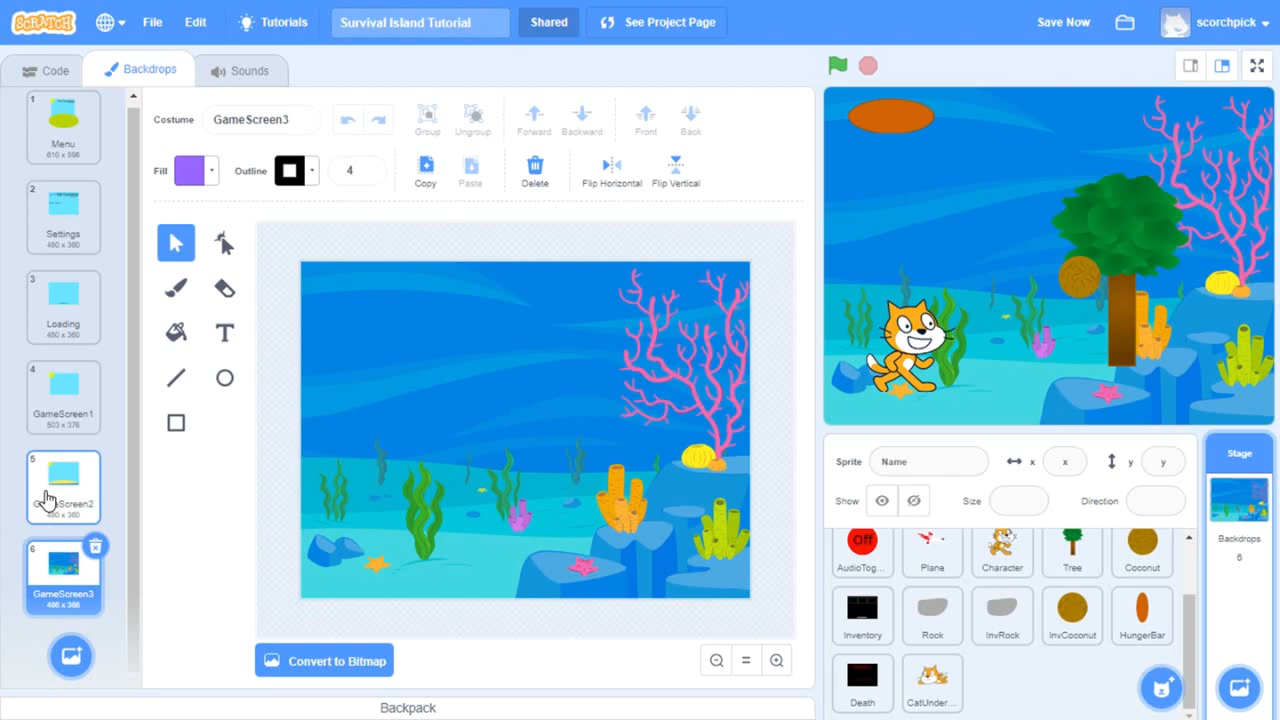 SCRATCH File Edit Tutorials Survival Island Tutorial Shared See Project Page Save Now scorchpick
Code Backdrops Sounds
1
Menu
610 x 598
2
Settings
480 x 360
3
Loading
480 x 360
4
GameScreen1
503 x 376
5
480 x 360
6
GameScreen3
486 x 366
Costume GameScreen3 Group Ungroup Forward Backward Front Back
Fill Outline 4 Copy Paste Delete Flip Horizontal Flip Vertical
Convert to Bitmap
Backpack
Sprite Name x x y y
Show Size Direction
Off
AudioTog... Plane Character Tree Coconut
Inventory Rock InvRock InvCoconut HungerBar
Death CatUnder...
Stage
Backdrops
6